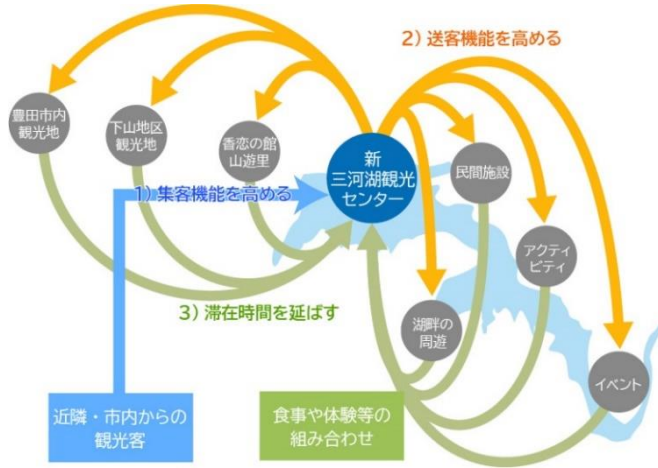 2）送客機能を高める
豊田市内
観光地
下山地区
観光地
香恋の館
山遊里
新
三河湖観光
センター
民間施設
1）集客機能を高める
アクティ
ビティ
3）滞在時間を延ばす
湖畔の
周遊
イベント
近隣・市内からの
観光客
食事や体験等の
組み合わせ